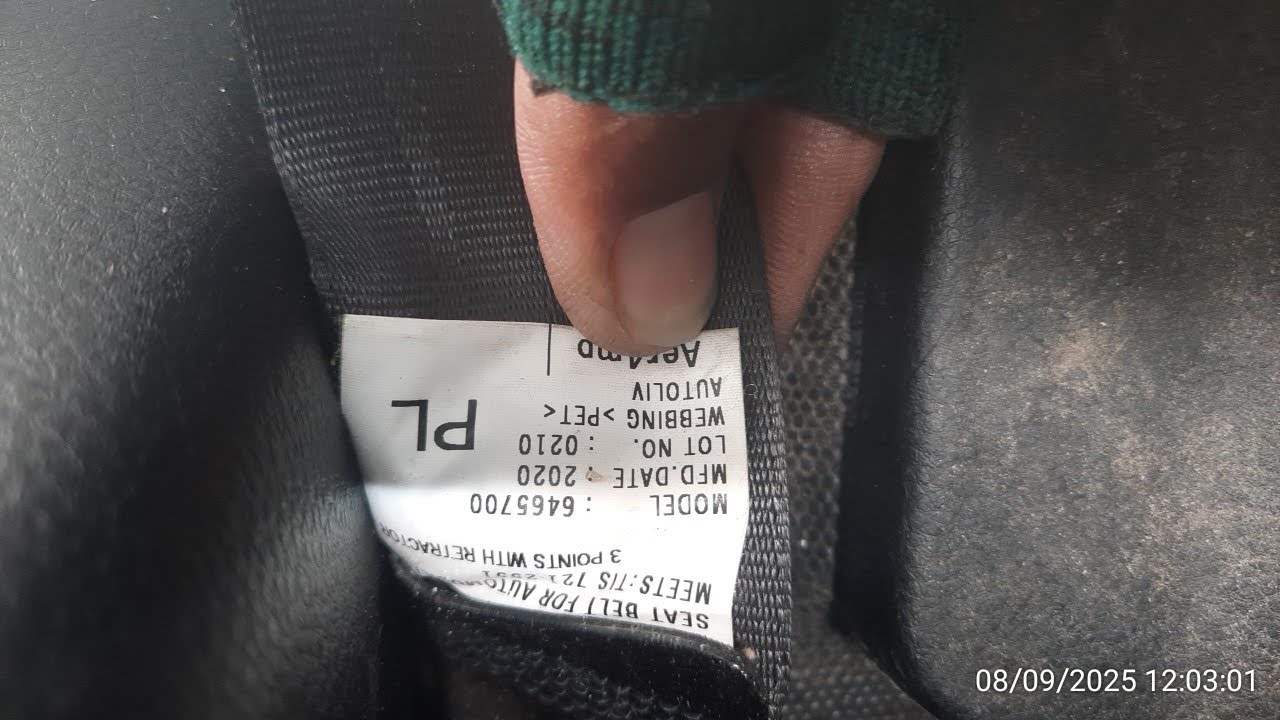 SEAT BELT FOR AUTO
MEETS:TIS 721 2551
3 POINTS WITH RETRACTOR
MODEL : 6465700
MFD.DATE : 2020
LOT NO. : 0210
WEBBING >PET<
AUTOLIV
PL
08/09/2025 12:03:01